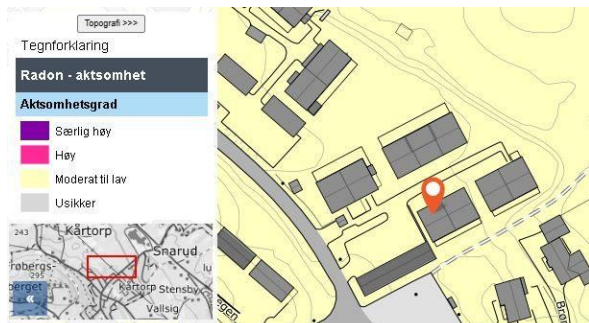 Topografi >>>
Tegnforklaring
Radon - aktsomhet
Aktsomhetsgrad
Særlig høy
Høy
Moderat til lav
Usikker
243
Kårtorp
Snarud
295
Kårtorp
Stensby
Vallsig
«